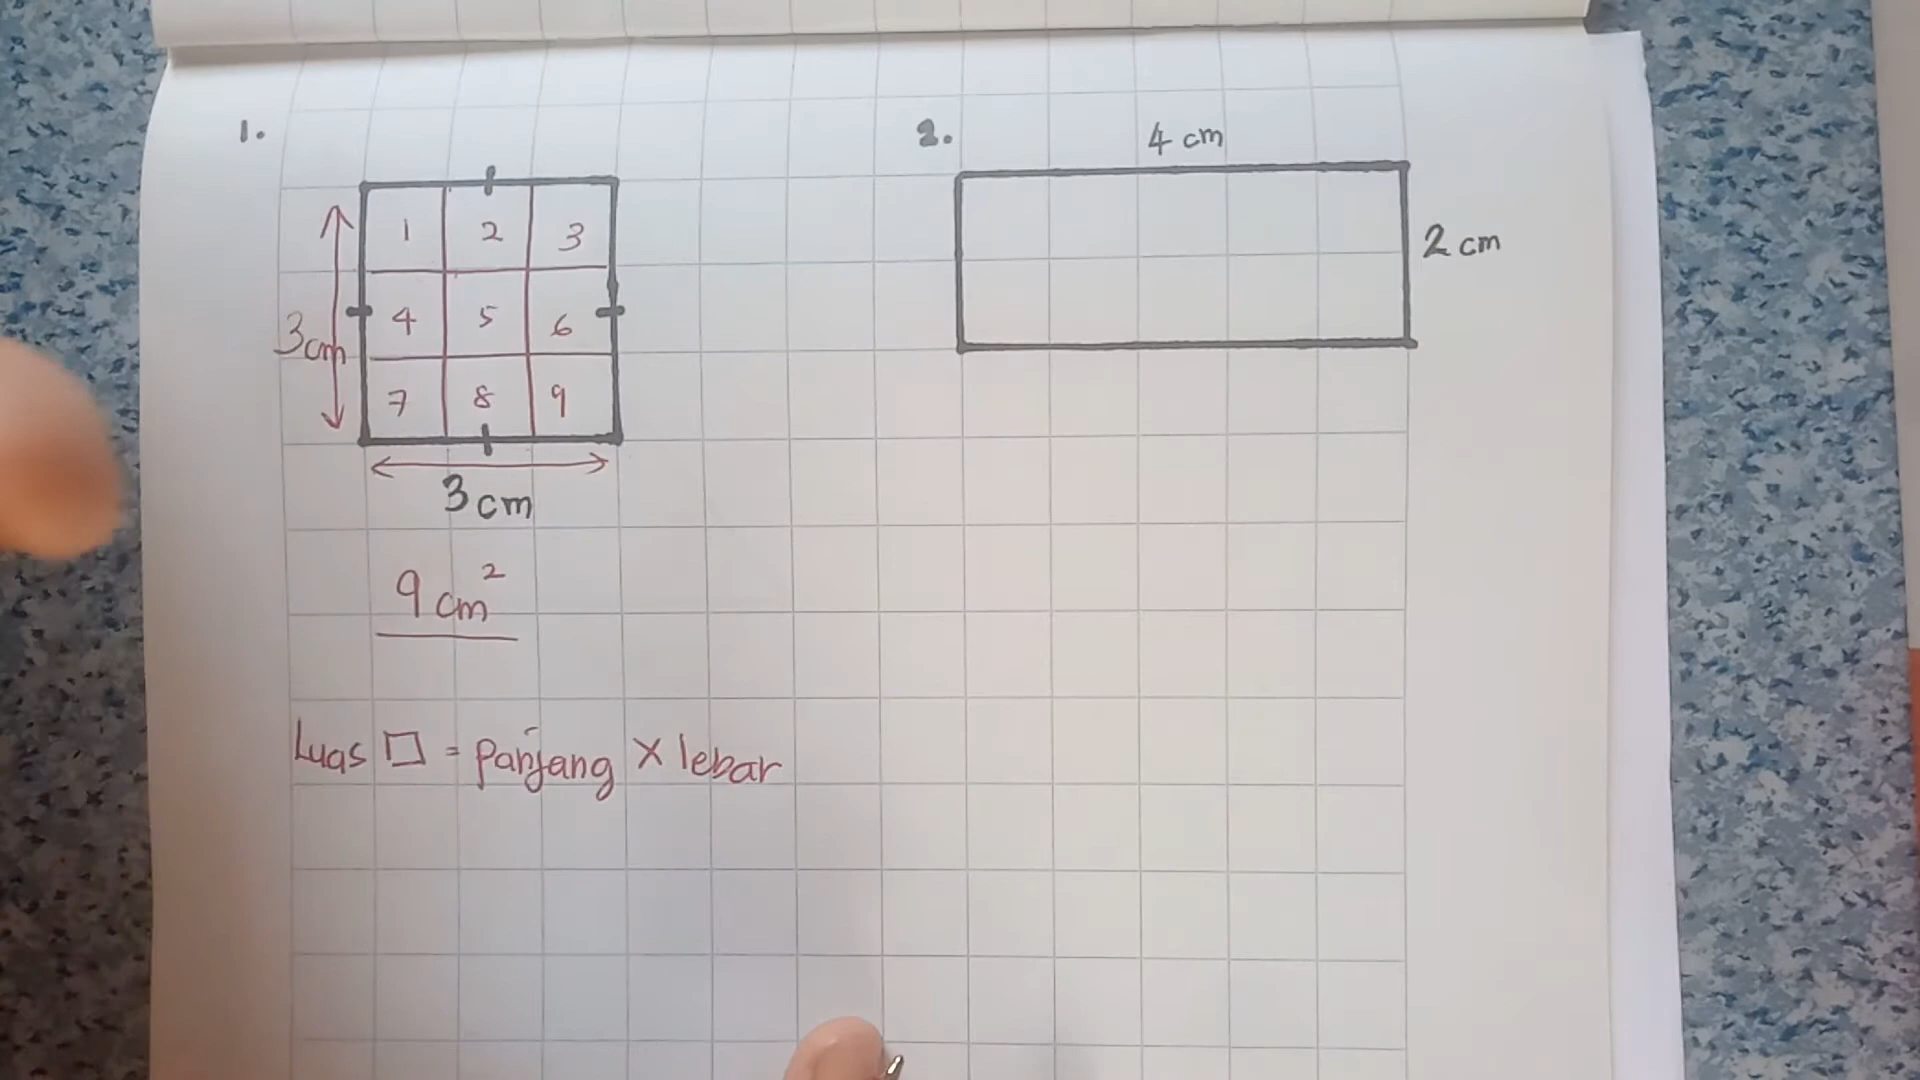 1.
1 2 3
4 5 6
7 8 9
3cm
3 cm
9 cm²
Luas □ = panjang × lebar
2.
4 cm
2 cm